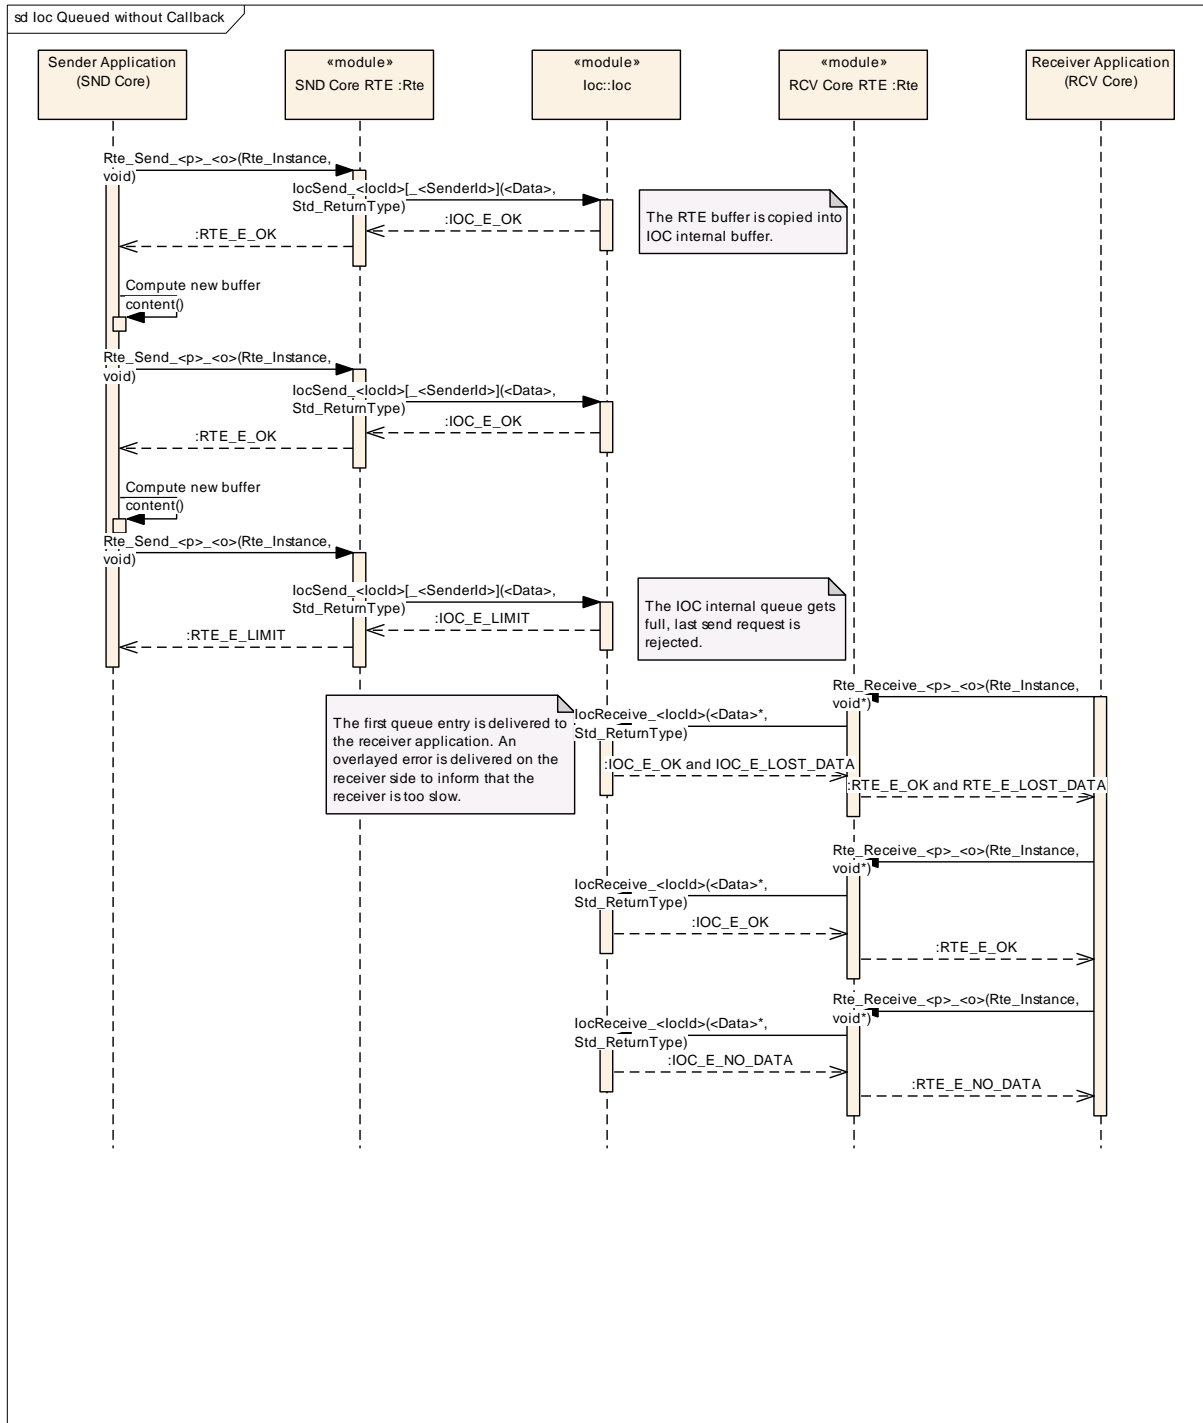 sd Ioc Queued without Callback
Sender Application
(SND Core)
«module»
SND Core RTE :Rte
«module»
Ioc::Ioc
«module»
RCV Core RTE :Rte
Receiver Application
(RCV Core)
Rte_Send_<p>_<o>(Rte_Instance,
void)
IocSend_<IocId>[_<SenderId>](<Data>,
Std_ReturnType)
The RTE buffer is copied into
IOC internal buffer.
:IOC_E_OK
:RTE_E_OK
Compute new buffer
content()
Rte_Send_<p>_<o>(Rte_Instance,
void)
IocSend_<IocId>[_<SenderId>](<Data>,
Std_ReturnType)
:IOC_E_OK
:RTE_E_OK
Compute new buffer
content()
Rte_Send_<p>_<o>(Rte_Instance,
void)
IocSend_<IocId>[_<SenderId>](<Data>,
Std_ReturnType)
The IOC internal queue gets
full, last send request is
rejected.
:IOC_E_LIMIT
:RTE_E_LIMIT
Rte_Receive_<p>_<o>(Rte_Instance,
void*)
The first queue entry is delivered to
the receiver application. An
overlayed error is delivered on the
receiver side to inform that the
receiver is too slow.
IocReceive_<IocId>(<Data>*,
Std_ReturnType)
:IOC_E_OK and IOC_E_LOST_DATA
:RTE_E_OK and RTE_E_LOST_DATA
Rte_Receive_<p>_<o>(Rte_Instance,
void*)
IocReceive_<IocId>(<Data>*,
Std_ReturnType)
:IOC_E_OK
:RTE_E_OK
Rte_Receive_<p>_<o>(Rte_Instance,
void*)
IocReceive_<IocId>(<Data>*,
Std_ReturnType)
:IOC_E_NO_DATA
:RTE_E_NO_DATA